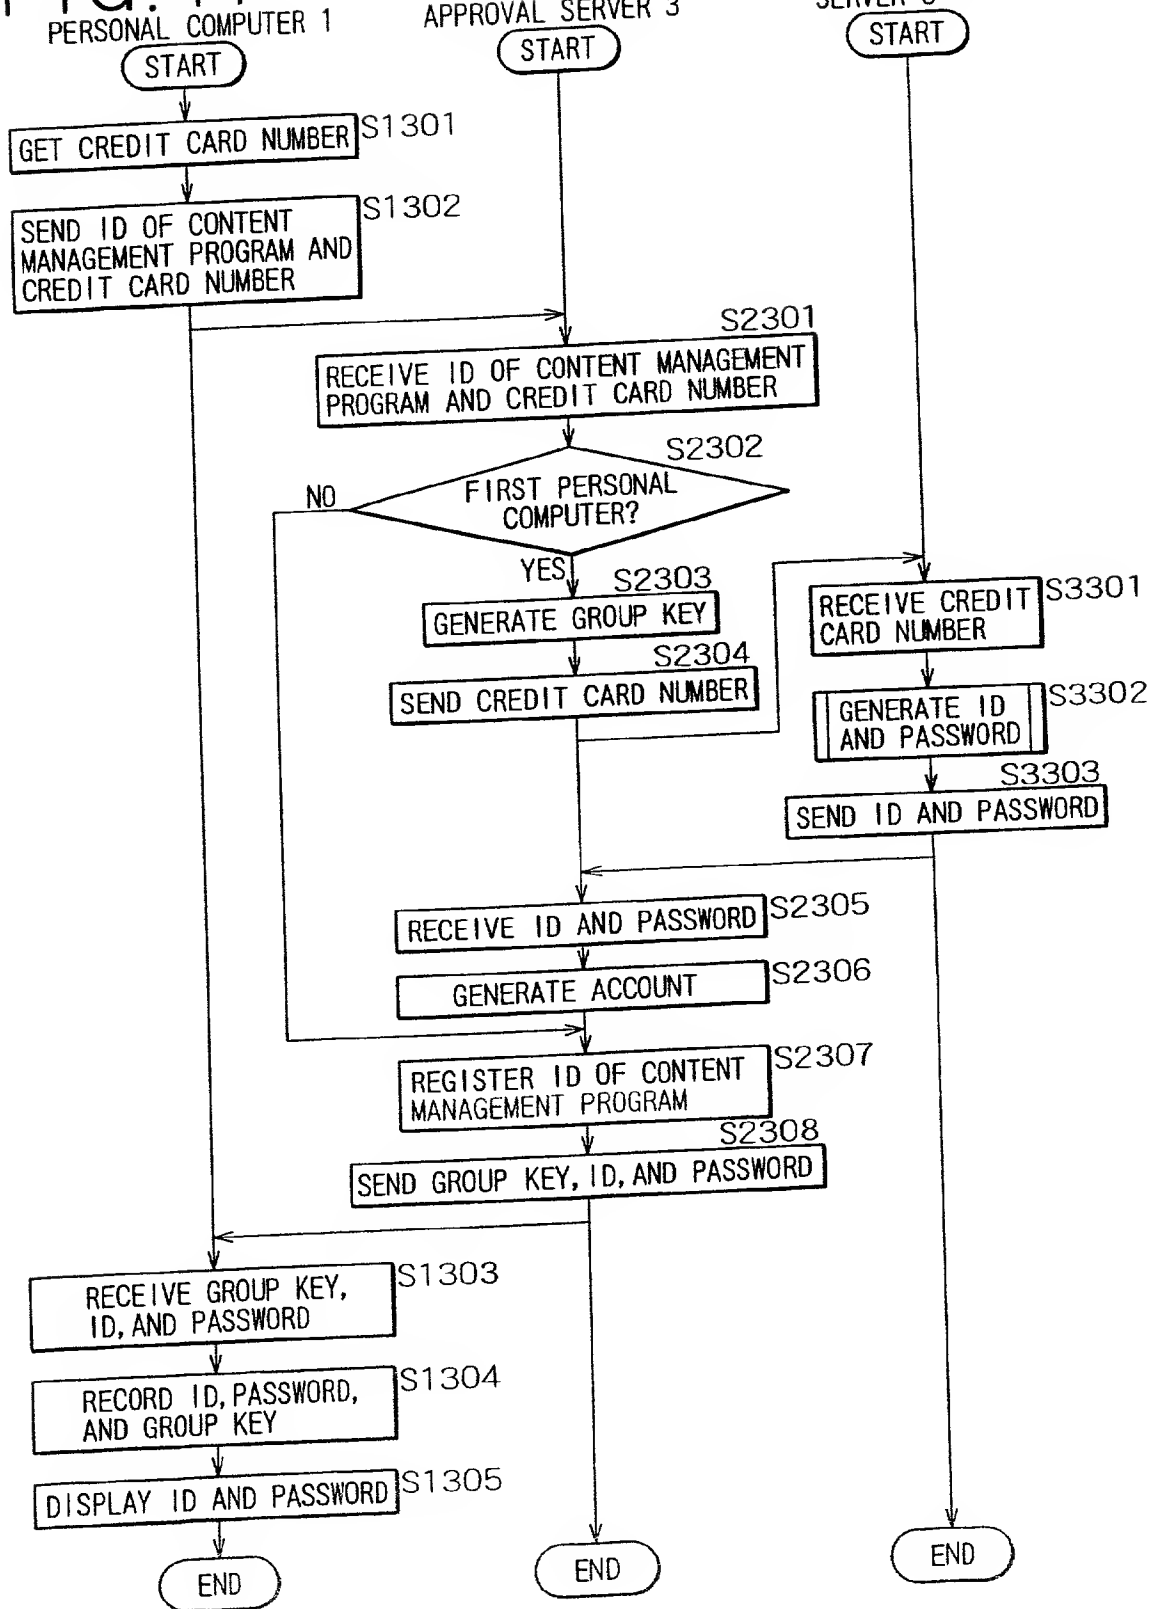 PERSONAL COMPUTER 1
APPROVAL SERVER 3
START
START
START
GET CREDIT CARD NUMBER
S1301
SEND ID OF CONTENT
MANAGEMENT PROGRAM AND
CREDIT CARD NUMBER
S1302
S2301
RECEIVE ID OF CONTENT MANAGEMENT
PROGRAM AND CREDIT CARD NUMBER
S2302
FIRST PERSONAL
COMPUTER?
NO
YES
S2303
GENERATE GROUP KEY
S2304
SEND CREDIT CARD NUMBER
RECEIVE CREDIT
CARD NUMBER
S3301
GENERATE ID
AND PASSWORD
S3302
S3303
SEND ID AND PASSWORD
RECEIVE ID AND PASSWORD
S2305
GENERATE ACCOUNT
S2306
REGISTER ID OF CONTENT
MANAGEMENT PROGRAM
S2307
S2308
SEND GROUP KEY, ID, AND PASSWORD
RECEIVE GROUP KEY,
ID, AND PASSWORD
S1303
RECORD ID, PASSWORD,
AND GROUP KEY
S1304
DISPLAY ID AND PASSWORD
S1305
END
END
END